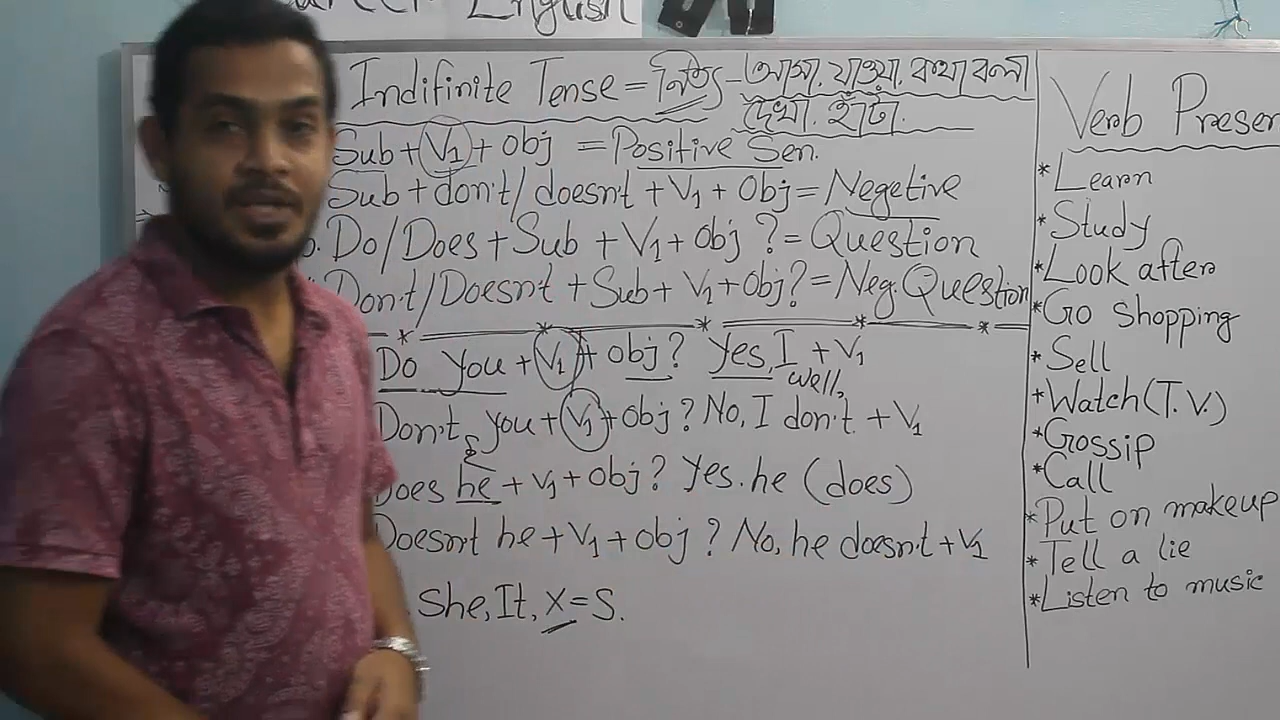 English
Indifinite Tense = নিত্য - আসা. যাওয়া. কথা বলা
দেখা. হাঁটা.
Sub + V1 + obj = Positive Sen.
Sub + don't/doesn't + V1 + Obj = Negetive
Do/Does + Sub + V1 + Obj ? = Question
Don't/Doesn't + Sub + V1 + Obj? = Neg. Question
Do you + V1 + obj? Yes, I + V1
well,
Don't you + V1 + Obj? No, I don't + V1
Does he + V1 + Obj? Yes. he (does)
Doesn't he + V1 + Obj? No, he doesn't + V1
She, It, X = S.
Verb Presen
* Learn
* Study
* Look after
* Go shopping
* Sell
* Watch (T.V.)
* Gossip
* Call
* Put on makeup
* Tell a lie
* Listen to music